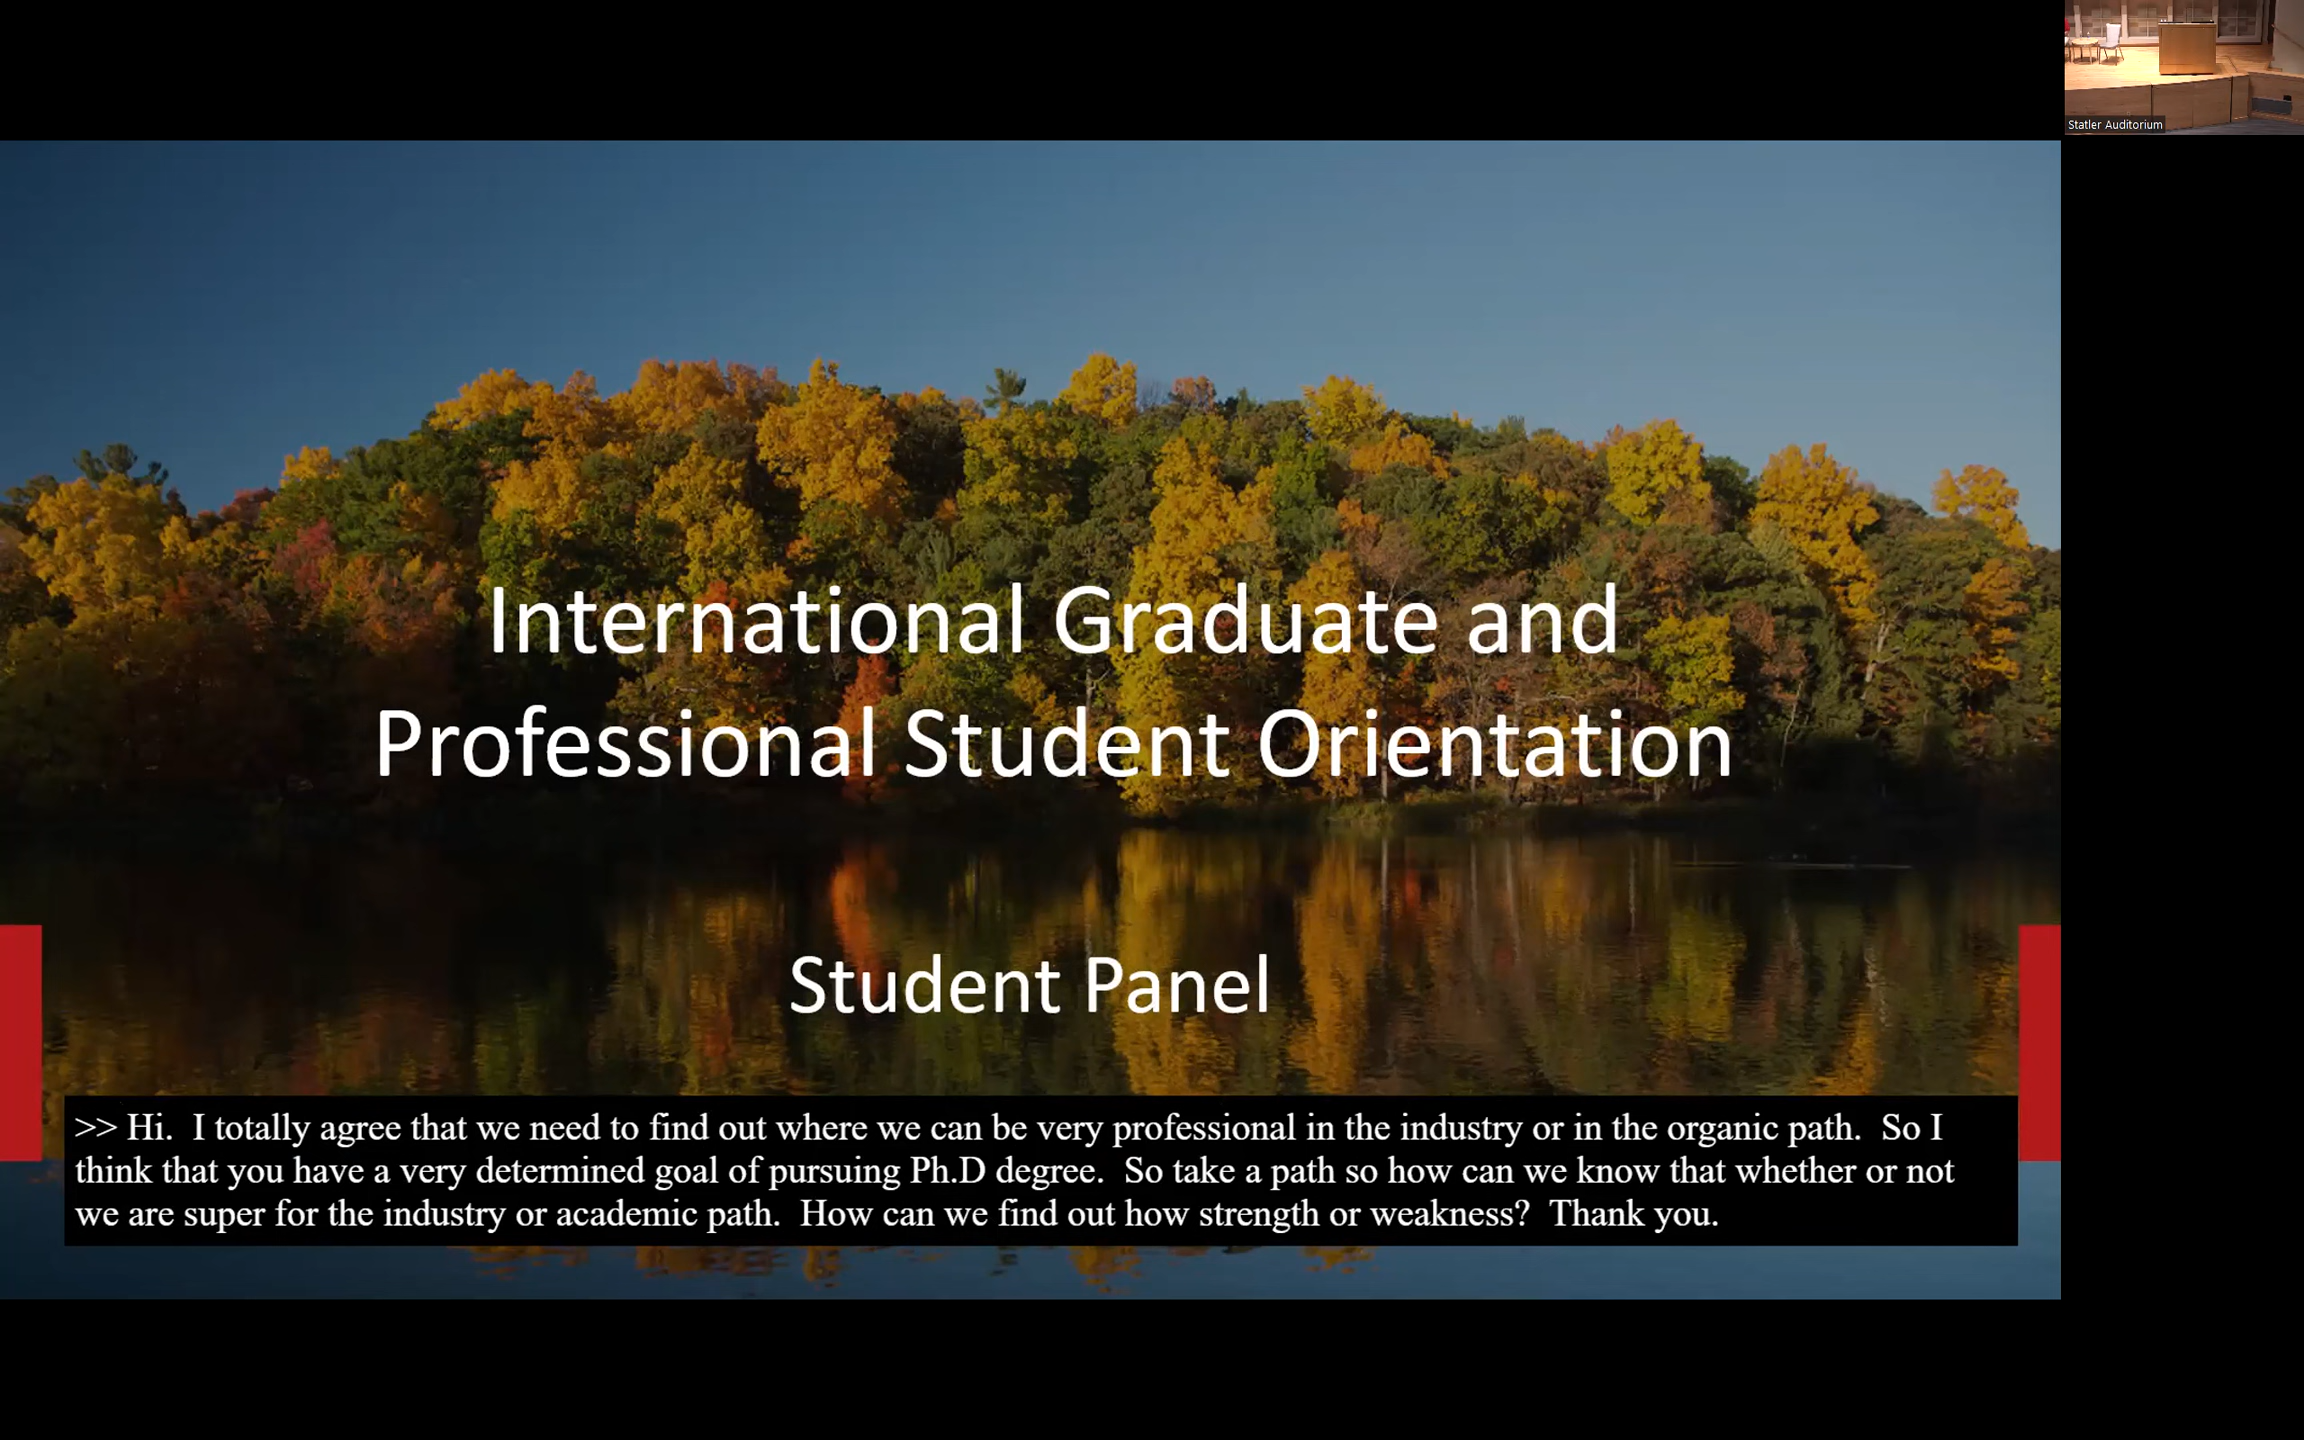 Statler Auditorium
International Graduate and
Professional Student Orientation
Student Panel
>> Hi.  I totally agree that we need to find out where we can be very professional in the industry or in the organic path.  So I
think that you have a very determined goal of pursuing Ph.D degree.  So take a path so how can we know that whether or not
we are super for the industry or academic path.  How can we find out how strength or weakness?  Thank you.